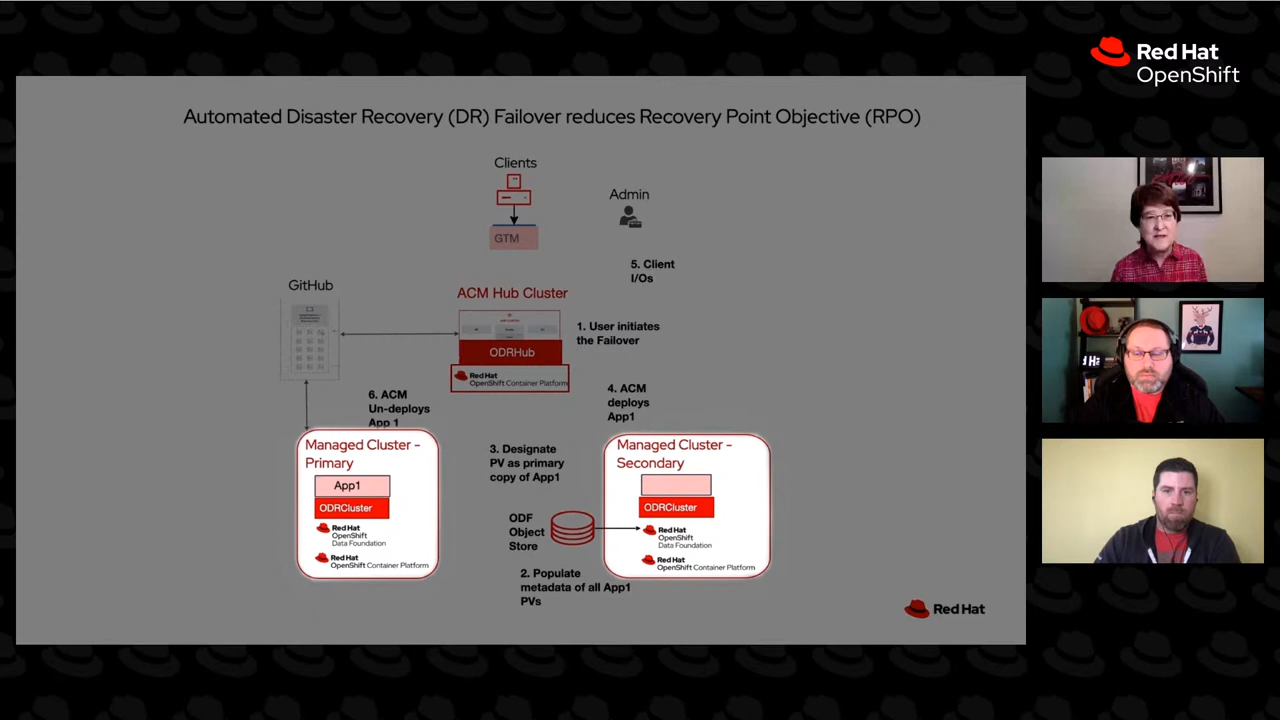 Red Hat
OpenShift
Automated Disaster Recovery (DR) Failover reduces Recovery Point Objective (RPO)
Clients
GTM
Admin
5. Client
I/Os
GitHub
ACM Hub Cluster
ODRHub
Red Hat
OpenShift Container Platform
1. User initiates
the Failover
6. ACM
Un-deploys
App 1
4. ACM
deploys
App1
Managed Cluster -
Primary
App1
ODRCluster
Red Hat
OpenShift
Data Foundation
Red Hat
OpenShift Container Platform
3. Designate
PV as primary
copy of App1
ODF
Object
Store
2. Populate
metadata of all App1
PVs
Managed Cluster -
Secondary
ODRCluster
Red Hat
OpenShift
Data Foundation
Red Hat
OpenShift Container Platform
Red Hat